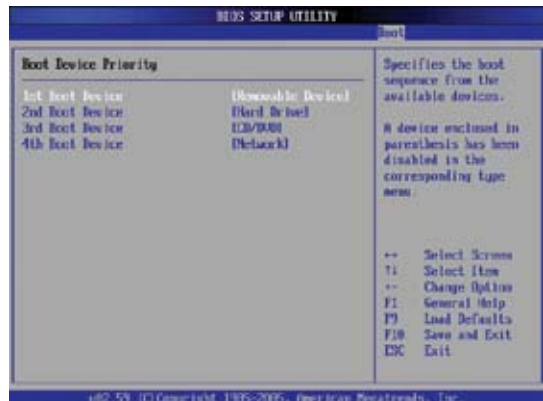 BIOS SETUP UTILITY
Boot
Boot Device Priority
1st Boot Device [Removable Device]
2nd Boot Device [Hard Drive]
3rd Boot Device [CD/DVD]
4th Boot Device [Network]
Specifies the boot
sequence from the
available devices.
A device enclosed in
parenthesis has been
disabled in the
corresponding type
menu.
↔ Select Screen
↑↓ Select Item
+- Change Option
F1 General Help
F9 Load Defaults
F10 Save and Exit
ESC Exit
v02.59 (C)Copyright 1985-2005, American Megatrends, Inc.